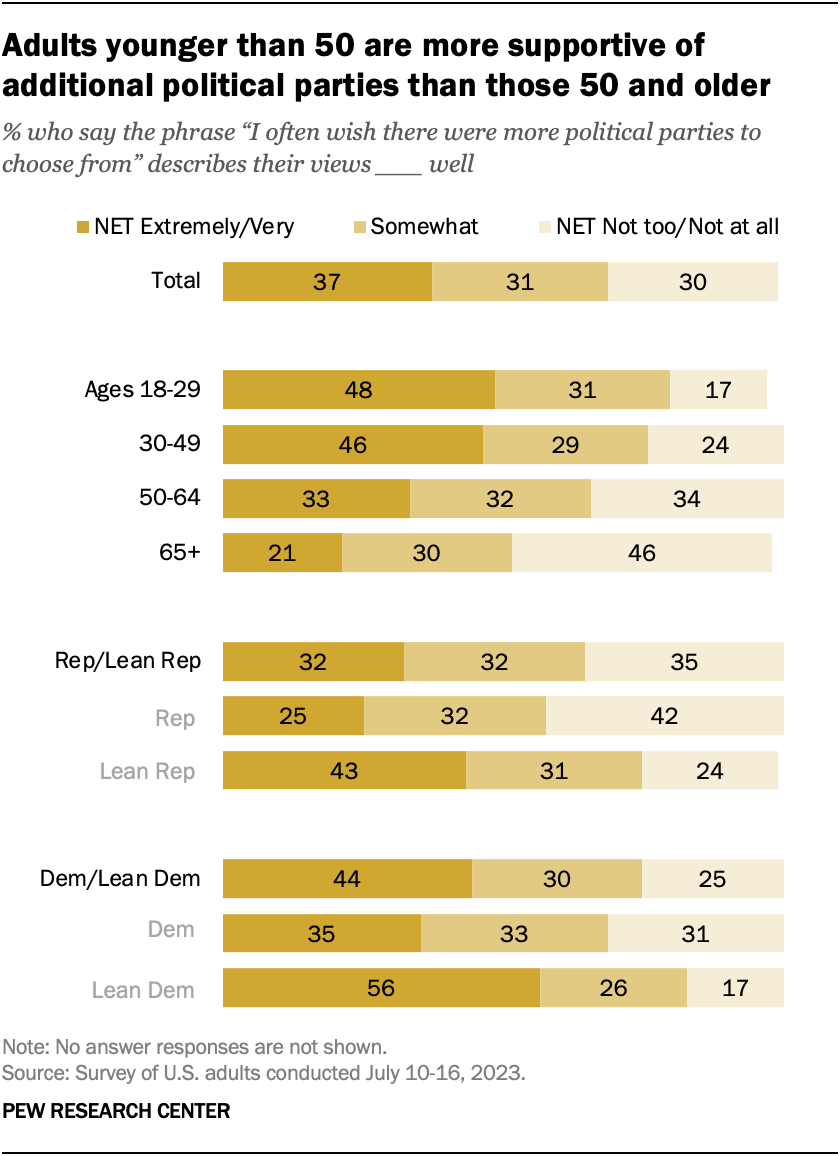 Adults younger than 50 are more supportive of
additional political parties than those 50 and older
% who say the phrase “I often wish there were more political parties to
choose from” describes their views ___ well
NET Extremely/Very Somewhat NET Not too/Not at all
Total 37 31 30
Ages 18-29 48 31 17
30-49 46 29 24
50-64 33 32 34
65+ 21 30 46
Rep/Lean Rep 32 32 35
Rep 25 32 42
Lean Rep 43 31 24
Dem/Lean Dem 44 30 25
Dem 35 33 31
Lean Dem 56 26 17
Note: No answer responses are not shown.
Source: Survey of U.S. adults conducted July 10-16, 2023.
PEW RESEARCH CENTER